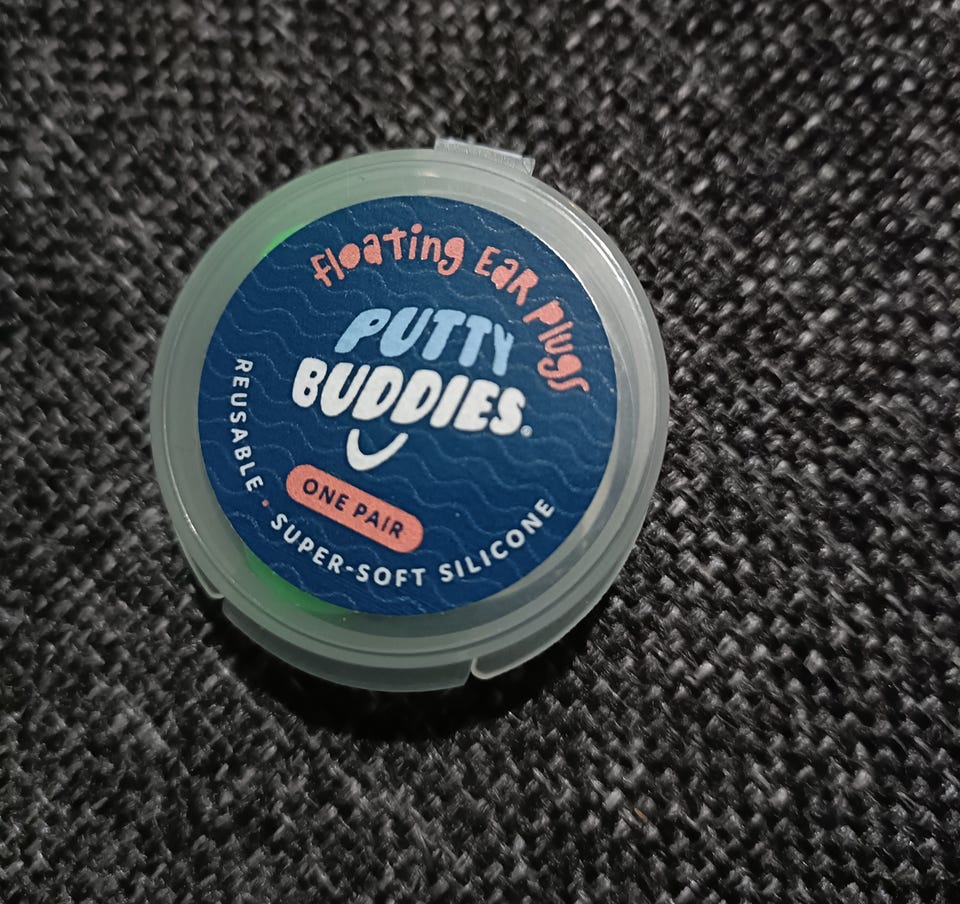 floating EaR Plugs
PUTTY
BUDDIES®
ONE PAIR
REUSABLE • SUPER-SOFT SILICONE